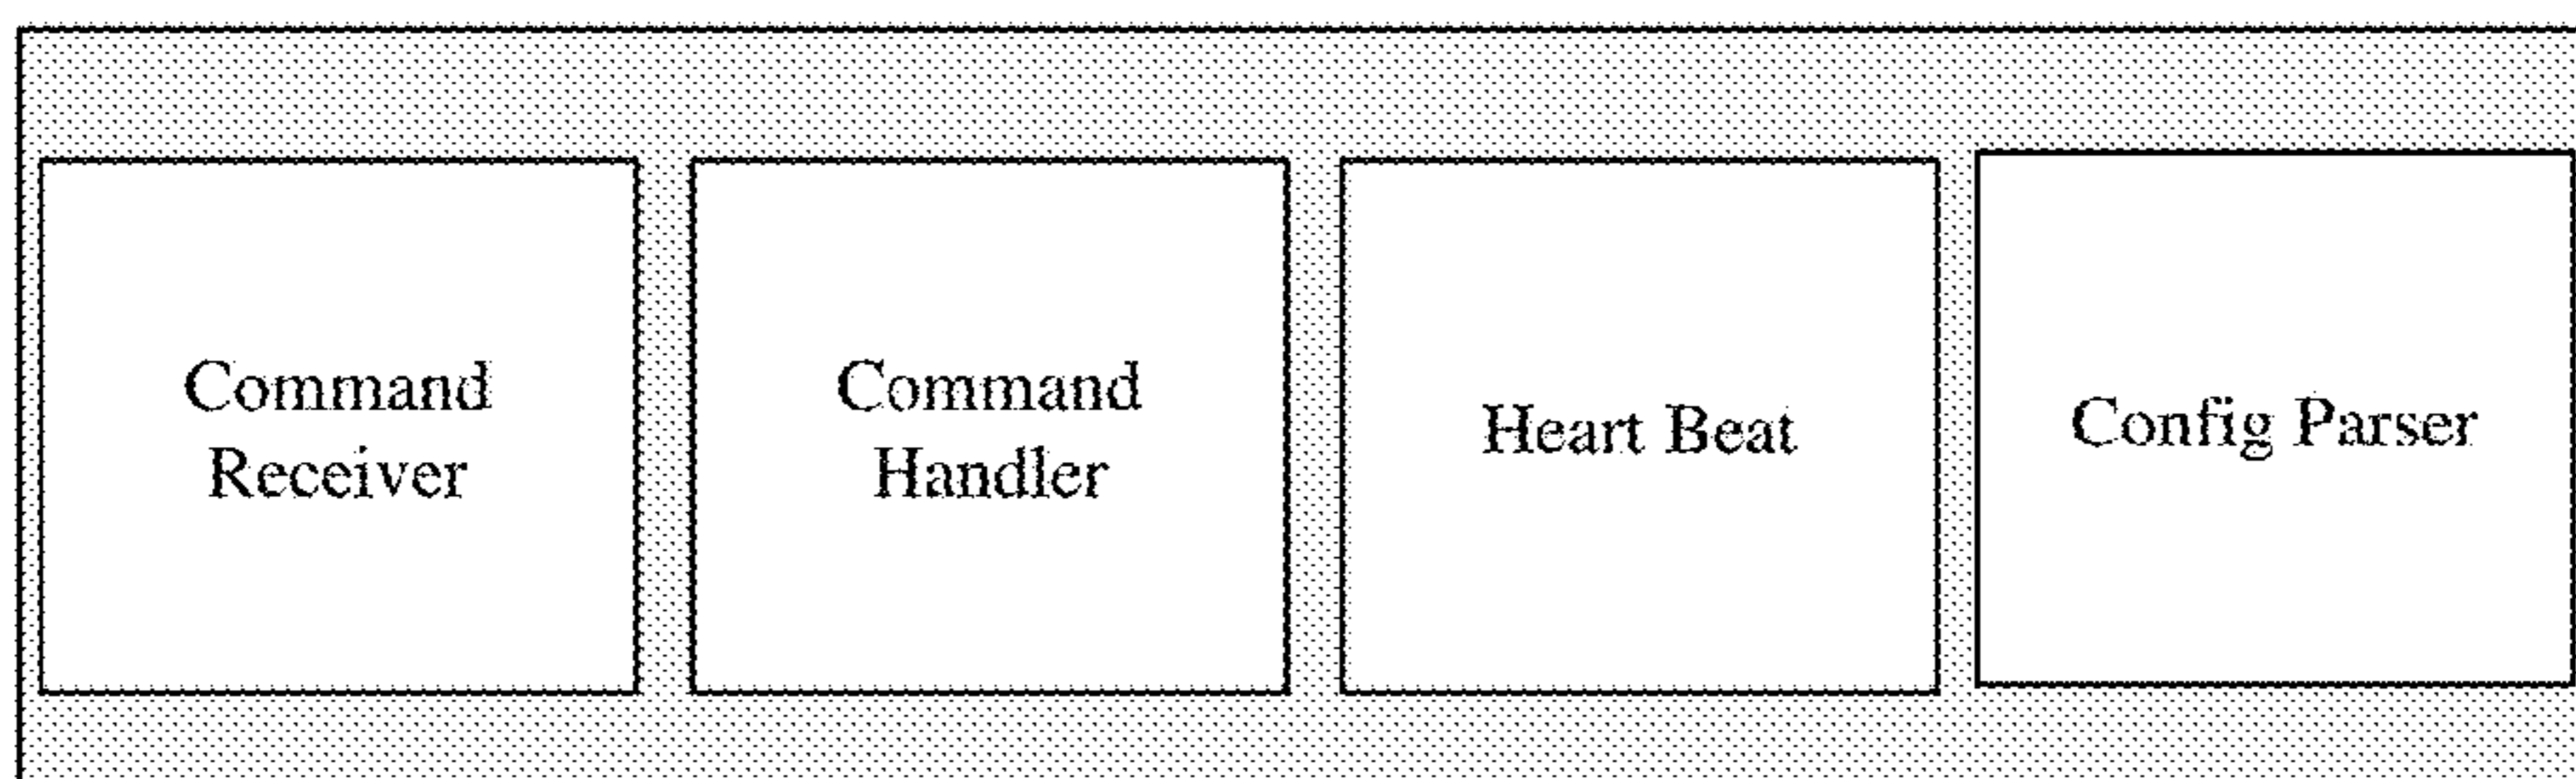 Command
Receiver
Command
Handler
Heart Beat
Config Parser